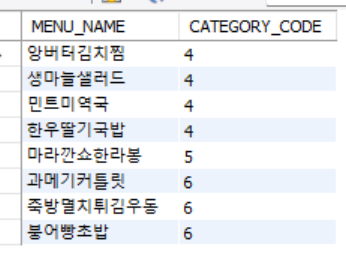 MENU_NAME CATEGORY_CODE
앙버터김치찜 4
생마늘샐러드 4
민트미역국 4
한우딸기국밥 4
마라깐쇼한라봉 5
과메기커틀릿 6
죽방멸치튀김우동 6
붕어빵초밥 6